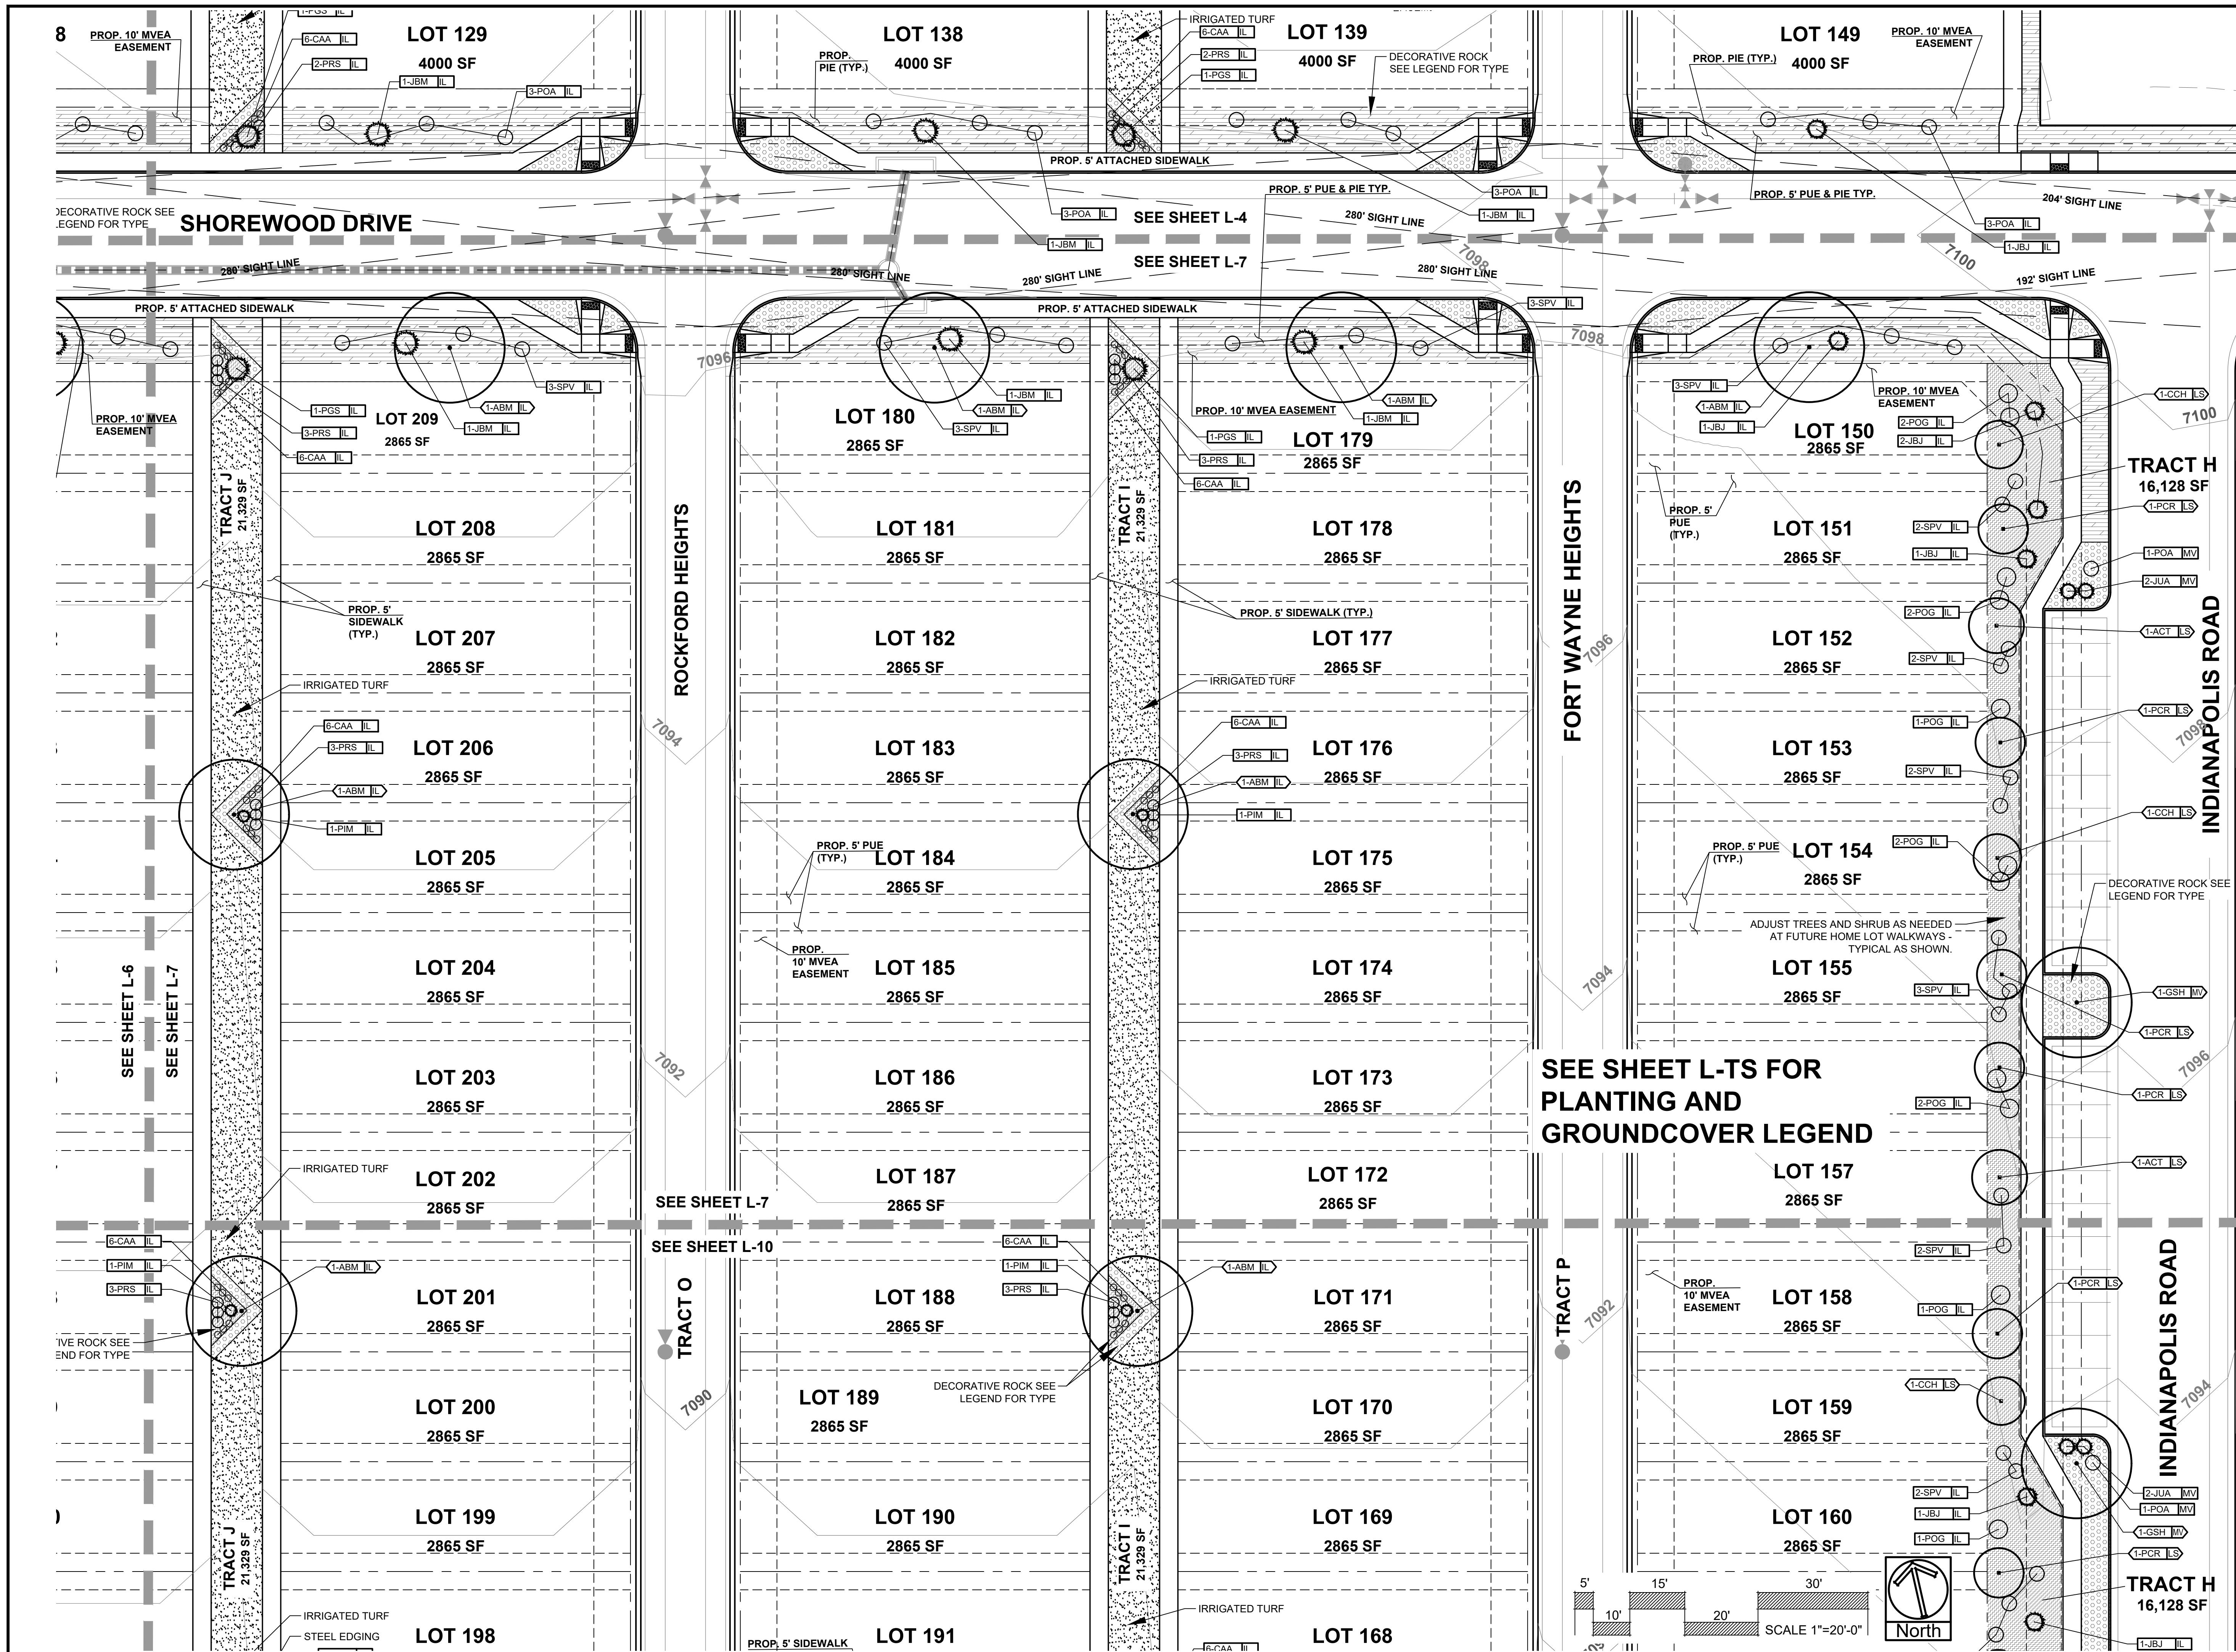 8
PROP. 10' MVEA
EASEMENT
1-PGS IL
6-CAA IL
2-PRS IL
LOT 129
4000 SF
1-JBM IL
3-POA IL
LOT 138
4000 SF
PROP.
PIE (TYP.)
IRRIGATED TURF
6-CAA IL
2-PRS IL
1-PGS IL
LOT 139
4000 SF
DECORATIVE ROCK
SEE LEGEND FOR TYPE
LOT 149
4000 SF
PROP. PIE (TYP.)
PROP. 10' MVEA
EASEMENT
PROP. 5' ATTACHED SIDEWALK
PROP. 5' PUE & PIE TYP.
3-POA IL
PROP. 5' PUE & PIE TYP.
204' SIGHT LINE
DECORATIVE ROCK SEE
LEGEND FOR TYPE
SHOREWOOD DRIVE
3-POA IL
SEE SHEET L-4
280' SIGHT LINE
1-JBM IL
3-POA IL
1-JBM IL
1-JBJ IL
SEE SHEET L-7
7098
7100
280' SIGHT LINE
280' SIGHT LINE
280' SIGHT LINE
280' SIGHT LINE
192' SIGHT LINE
PROP. 5' ATTACHED SIDEWALK
PROP. 5' ATTACHED SIDEWALK
3-SPV IL
7096
7098
PROP. 10' MVEA
EASEMENT
1-PGS IL
3-PRS IL
6-CAA IL
LOT 209
2865 SF
3-SPV IL
1-ABM IL
1-JBM IL
LOT 180
2865 SF
1-JBM IL
1-ABM IL
3-SPV IL
PROP. 10' MVEA EASEMENT
1-PGS IL
3-PRS IL
6-CAA IL
LOT 179
2865 SF
1-ABM IL
1-JBM IL
3-SPV IL
1-ABM IL
1-JBJ IL
LOT 150
2865 SF
PROP. 10' MVEA
EASEMENT
2-POG IL
2-JBJ IL
1-CCH LS
7100
TRACT H
16,128 SF
TRACT J
21,329 SF
LOT 208
2865 SF
ROCKFORD HEIGHTS
LOT 181
2865 SF
TRACT I
21,329 SF
LOT 178
2865 SF
FORT WAYNE HEIGHTS
PROP. 5'
PUE
(TYP.)
LOT 151
2865 SF
2-SPV IL
1-JBJ IL
1-PCR LS
1-POA MV
2-JUA MV
PROP. 5'
SIDEWALK
(TYP.)
LOT 207
2865 SF
LOT 182
2865 SF
PROP. 5' SIDEWALK (TYP.)
LOT 177
2865 SF
7096
LOT 152
2865 SF
2-POG IL
2-SPV IL
1-ACT LS
INDIANAPOLIS ROAD
IRRIGATED TURF
6-CAA IL
3-PRS IL
1-ABM IL
1-PIM IL
LOT 206
2865 SF
7094
LOT 183
2865 SF
IRRIGATED TURF
6-CAA IL
3-PRS IL
1-ABM IL
1-PIM IL
LOT 176
2865 SF
LOT 153
2865 SF
1-POG IL
2-SPV IL
1-PCR LS
7098
1-CCH LS
LOT 205
2865 SF
PROP. 5' PUE
(TYP.)
LOT 184
2865 SF
LOT 175
2865 SF
PROP. 5' PUE
(TYP.)
LOT 154
2865 SF
2-POG IL
DECORATIVE ROCK SEE
LEGEND FOR TYPE
ADJUST TREES AND SHRUB AS NEEDED
AT FUTURE HOME LOT WALKWAYS -
TYPICAL AS SHOWN.
SEE SHEET L-6
SEE SHEET L-7
LOT 204
2865 SF
PROP.
10' MVEA
EASEMENT
LOT 185
2865 SF
LOT 174
2865 SF
7094
LOT 155
2865 SF
3-SPV IL
1-GSH MV
1-PCR LS
7096
LOT 203
2865 SF
7092
LOT 186
2865 SF
LOT 173
2865 SF
SEE SHEET L-TS FOR
PLANTING AND
GROUNDCOVER LEGEND
2-POG IL
1-PCR LS
IRRIGATED TURF
LOT 202
2865 SF
SEE SHEET L-7
LOT 187
2865 SF
LOT 172
2865 SF
LOT 157
2865 SF
1-ACT LS
6-CAA IL
1-PIM IL
3-PRS IL
1-ABM IL
LOT 201
2865 SF
SEE SHEET L-10
TRACT O
LOT 188
2865 SF
6-CAA IL
1-PIM IL
3-PRS IL
1-ABM IL
LOT 171
2865 SF
TRACT P
7092
PROP.
10' MVEA
EASEMENT
LOT 158
2865 SF
2-SPV IL
1-POG IL
1-PCR LS
INDIANAPOLIS ROAD
ROCK SEE
FOR TYPE
LOT 200
2865 SF
7090
LOT 189
2865 SF
DECORATIVE ROCK SEE
LEGEND FOR TYPE
LOT 170
2865 SF
LOT 159
2865 SF
1-CCH LS
7094
TRACT J
21,329 SF
LOT 199
2865 SF
LOT 190
2865 SF
TRACT I
21,329 SF
LOT 169
2865 SF
LOT 160
2865 SF
2-SPV IL
1-JBJ IL
1-POG IL
2-JUA MV
1-POA MV
1-GSH MV
1-PCR LS
TRACT H
16,128 SF
IRRIGATED TURF
STEEL EDGING
LOT 198
PROP. 5' SIDEWALK
LOT 191
IRRIGATED TURF
6-CAA IL
LOT 168
5' 15' 30'
10' 20'
SCALE 1"=20'-0"
North
1-JBJ IL